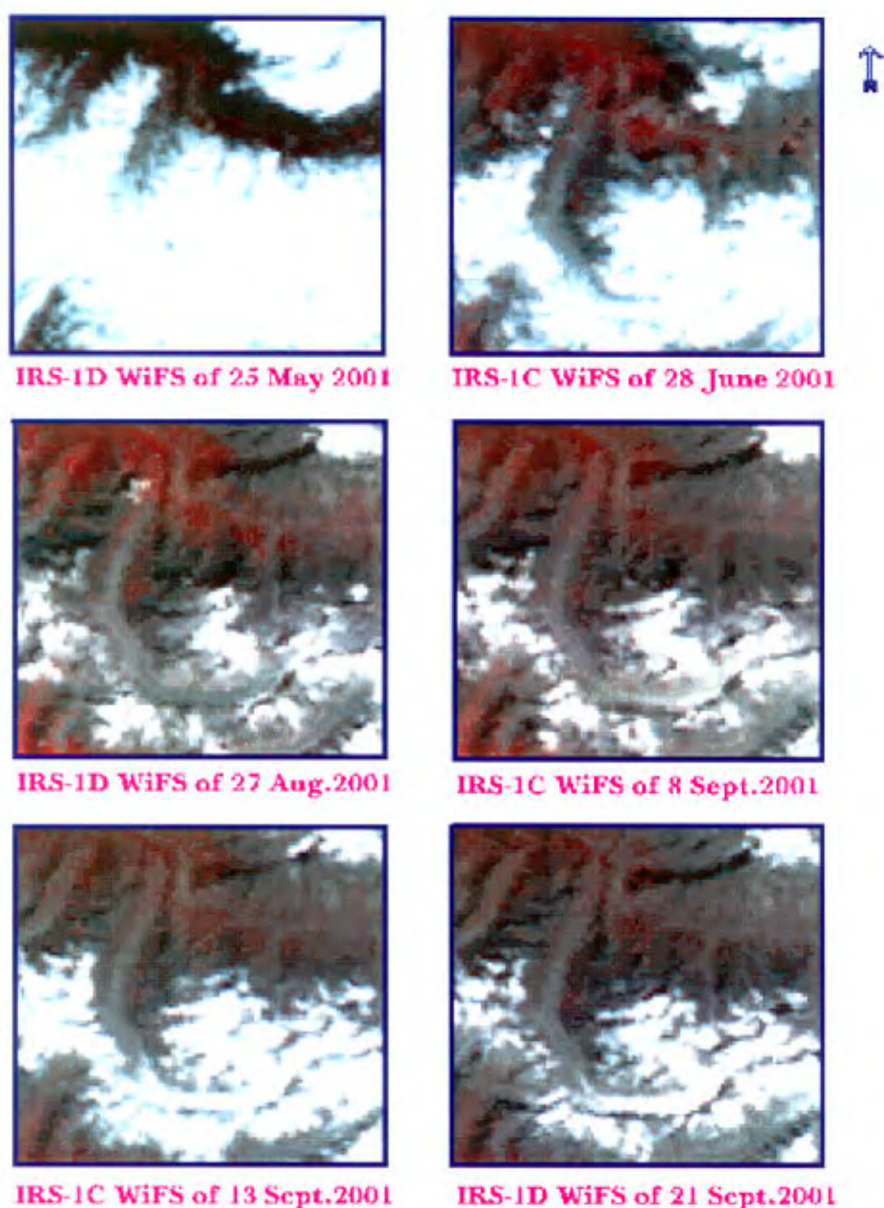 N
IRS-1D WiFS of 25 May 2001
IRS-1C WiFS of 28 June 2001
IRS-1D WiFS of 27 Aug.2001
IRS-1C WiFS of 8 Sept.2001
IRS-1C WiFS of 13 Sept.2001
IRS-1D WiFS of 21 Sept.2001